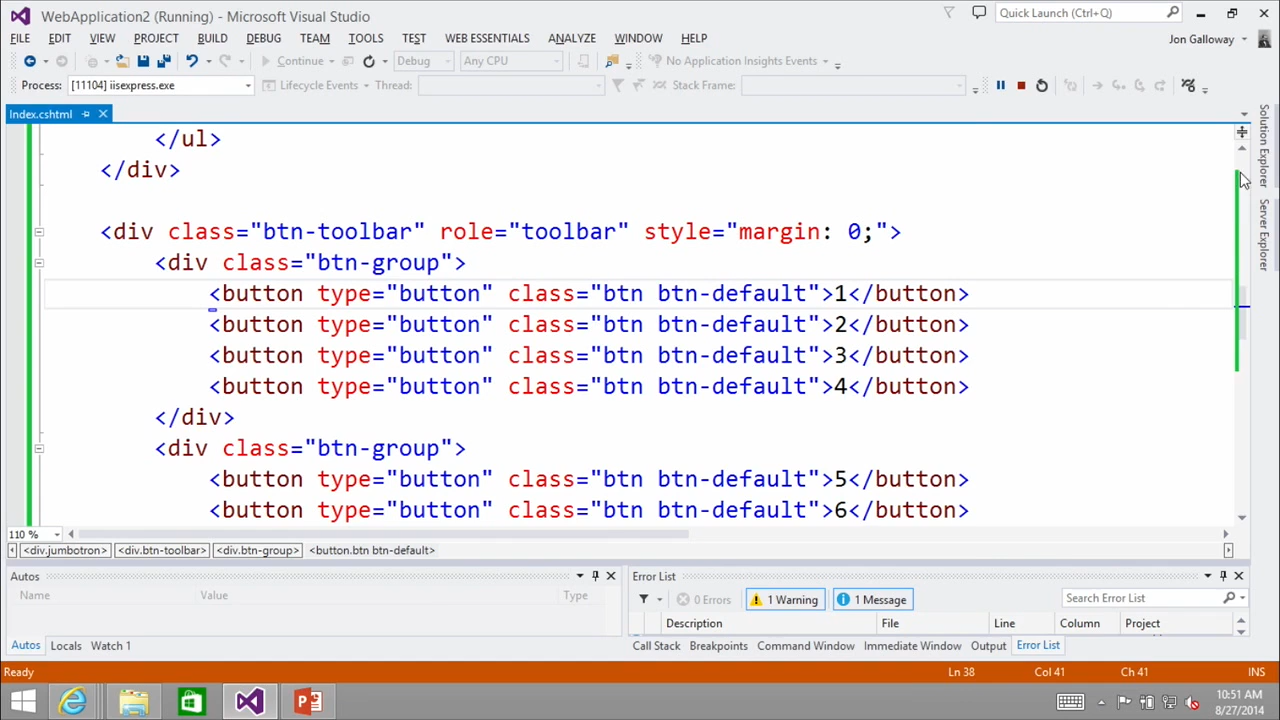 WebApplication2 (Running) - Microsoft Visual Studio
Quick Launch (Ctrl+Q)
FILE EDIT VIEW PROJECT BUILD DEBUG TEAM TOOLS TEST WEB ESSENTIALS ANALYZE WINDOW HELP
Jon Galloway
Continue Debug Any CPU No Application Insights Events
Process: [11104] iisexpress.exe Lifecycle Events Thread: Stack Frame:
Index.cshtml
Solution Explorer
Server Explorer
</ul>
</div>
<div class="btn-toolbar" role="toolbar" style="margin: 0;">
<div class="btn-group">
<button type="button" class="btn btn-default">1</button>
<button type="button" class="btn btn-default">2</button>
<button type="button" class="btn btn-default">3</button>
<button type="button" class="btn btn-default">4</button>
</div>
<div class="btn-group">
<button type="button" class="btn btn-default">5</button>
<button type="button" class="btn btn-default">6</button>
110 %
<div.jumbotron> <div.btn-toolbar> <div.btn-group> <button.btn btn-default>
Autos
Name Value Type
Autos Locals Watch 1
Error List
0 Errors 1 Warning 1 Message Search Error List
Description File Line Column Project
Call Stack Breakpoints Command Window Immediate Window Output Error List
Ready Ln 38 Col 41 Ch 41 INS
10:51 AM
8/27/2014